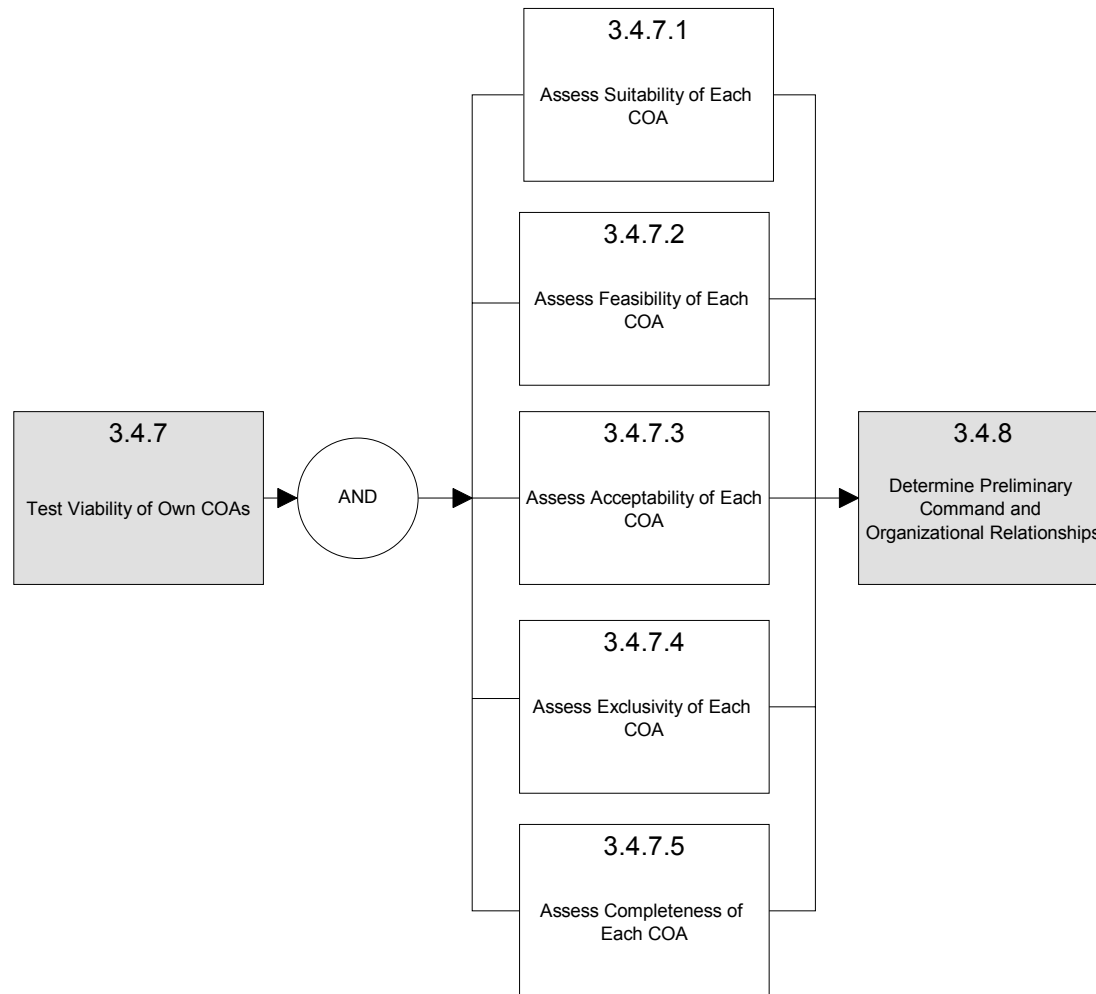 3.4.7.1
Assess Suitability of Each
COA
3.4.7.2
Assess Feasibility of Each
COA
3.4.7
Test Viability of Own COAs
AND
3.4.7.3
Assess Acceptability of Each
COA
3.4.8
Determine Preliminary
Command and
Organizational Relationships
3.4.7.4
Assess Exclusivity of Each
COA
3.4.7.5
Assess Completeness of
Each COA